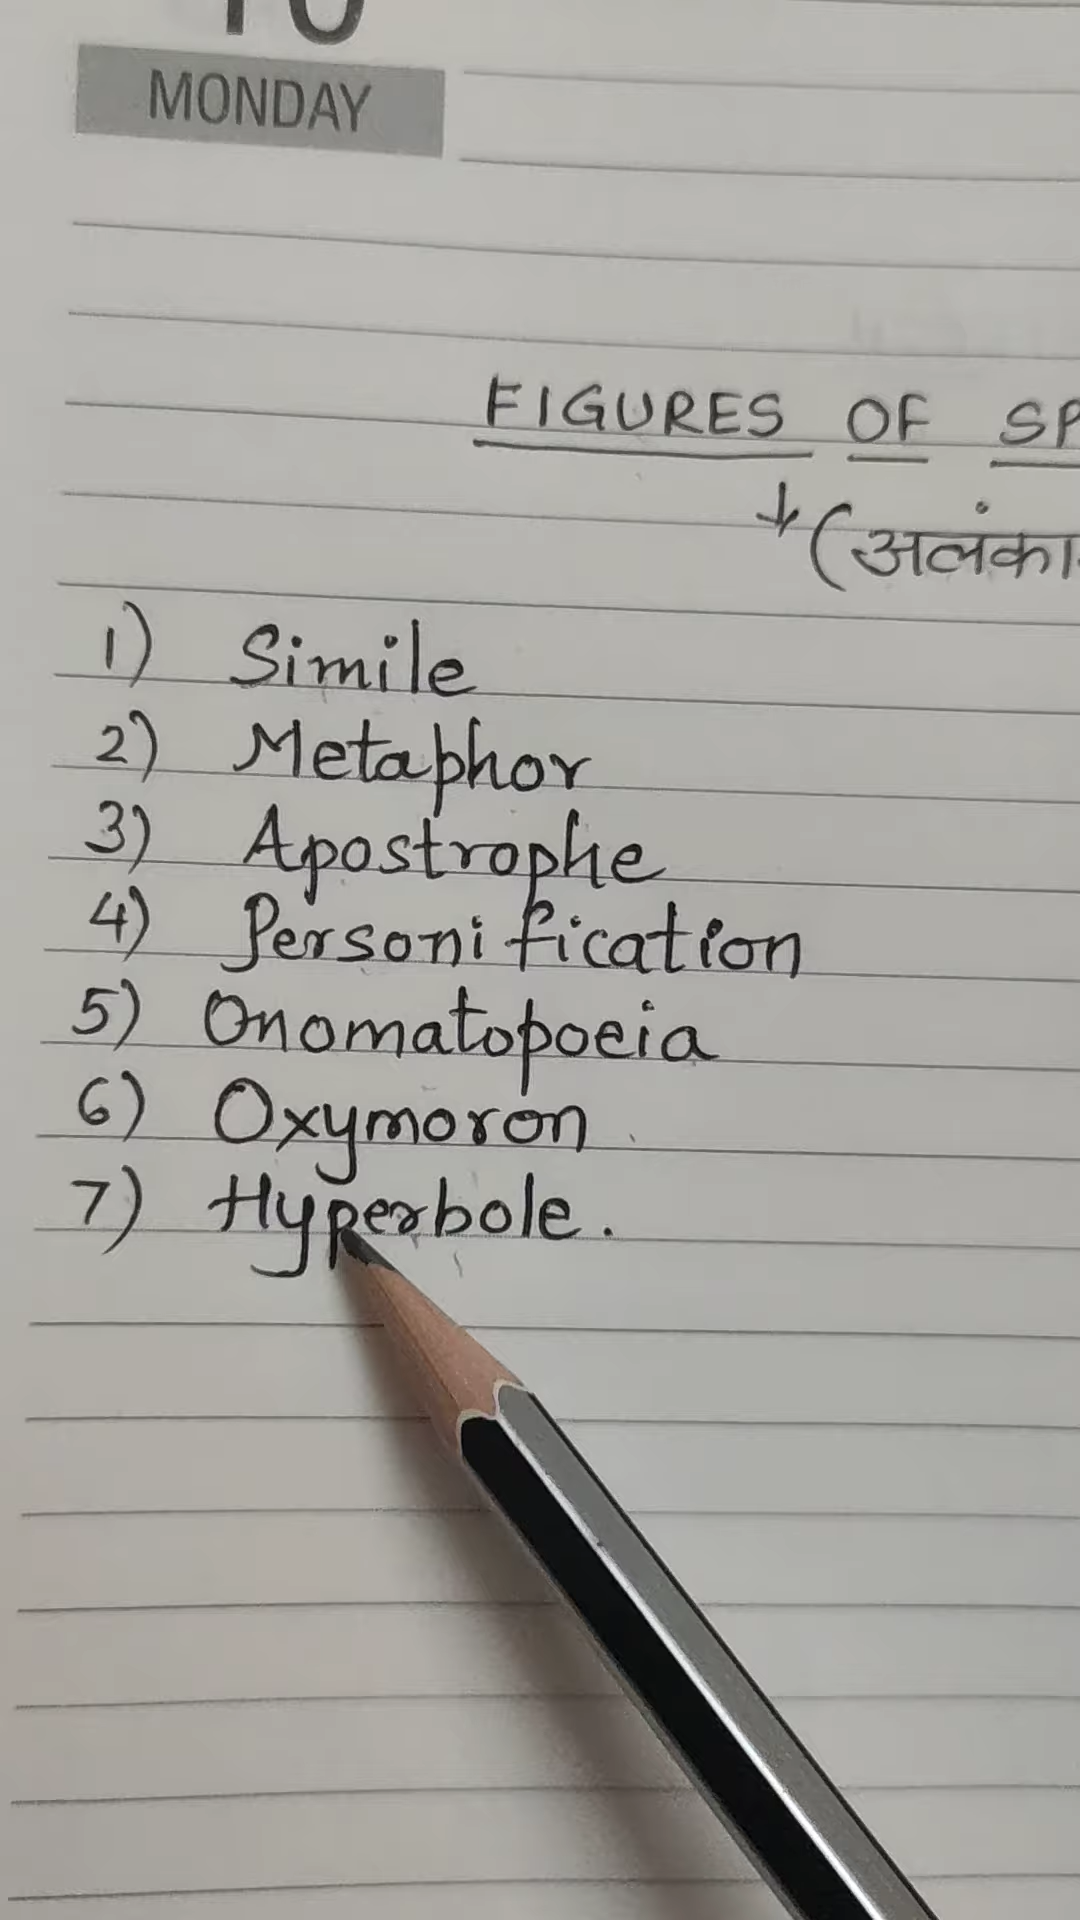 MONDAY
FIGURES OF SP
(अलंका
1) Simile
2) Metaphor
3) Apostrophe
4) Personification
5) Onomatopoeia
6) Oxymoron
7) Hyperbole.